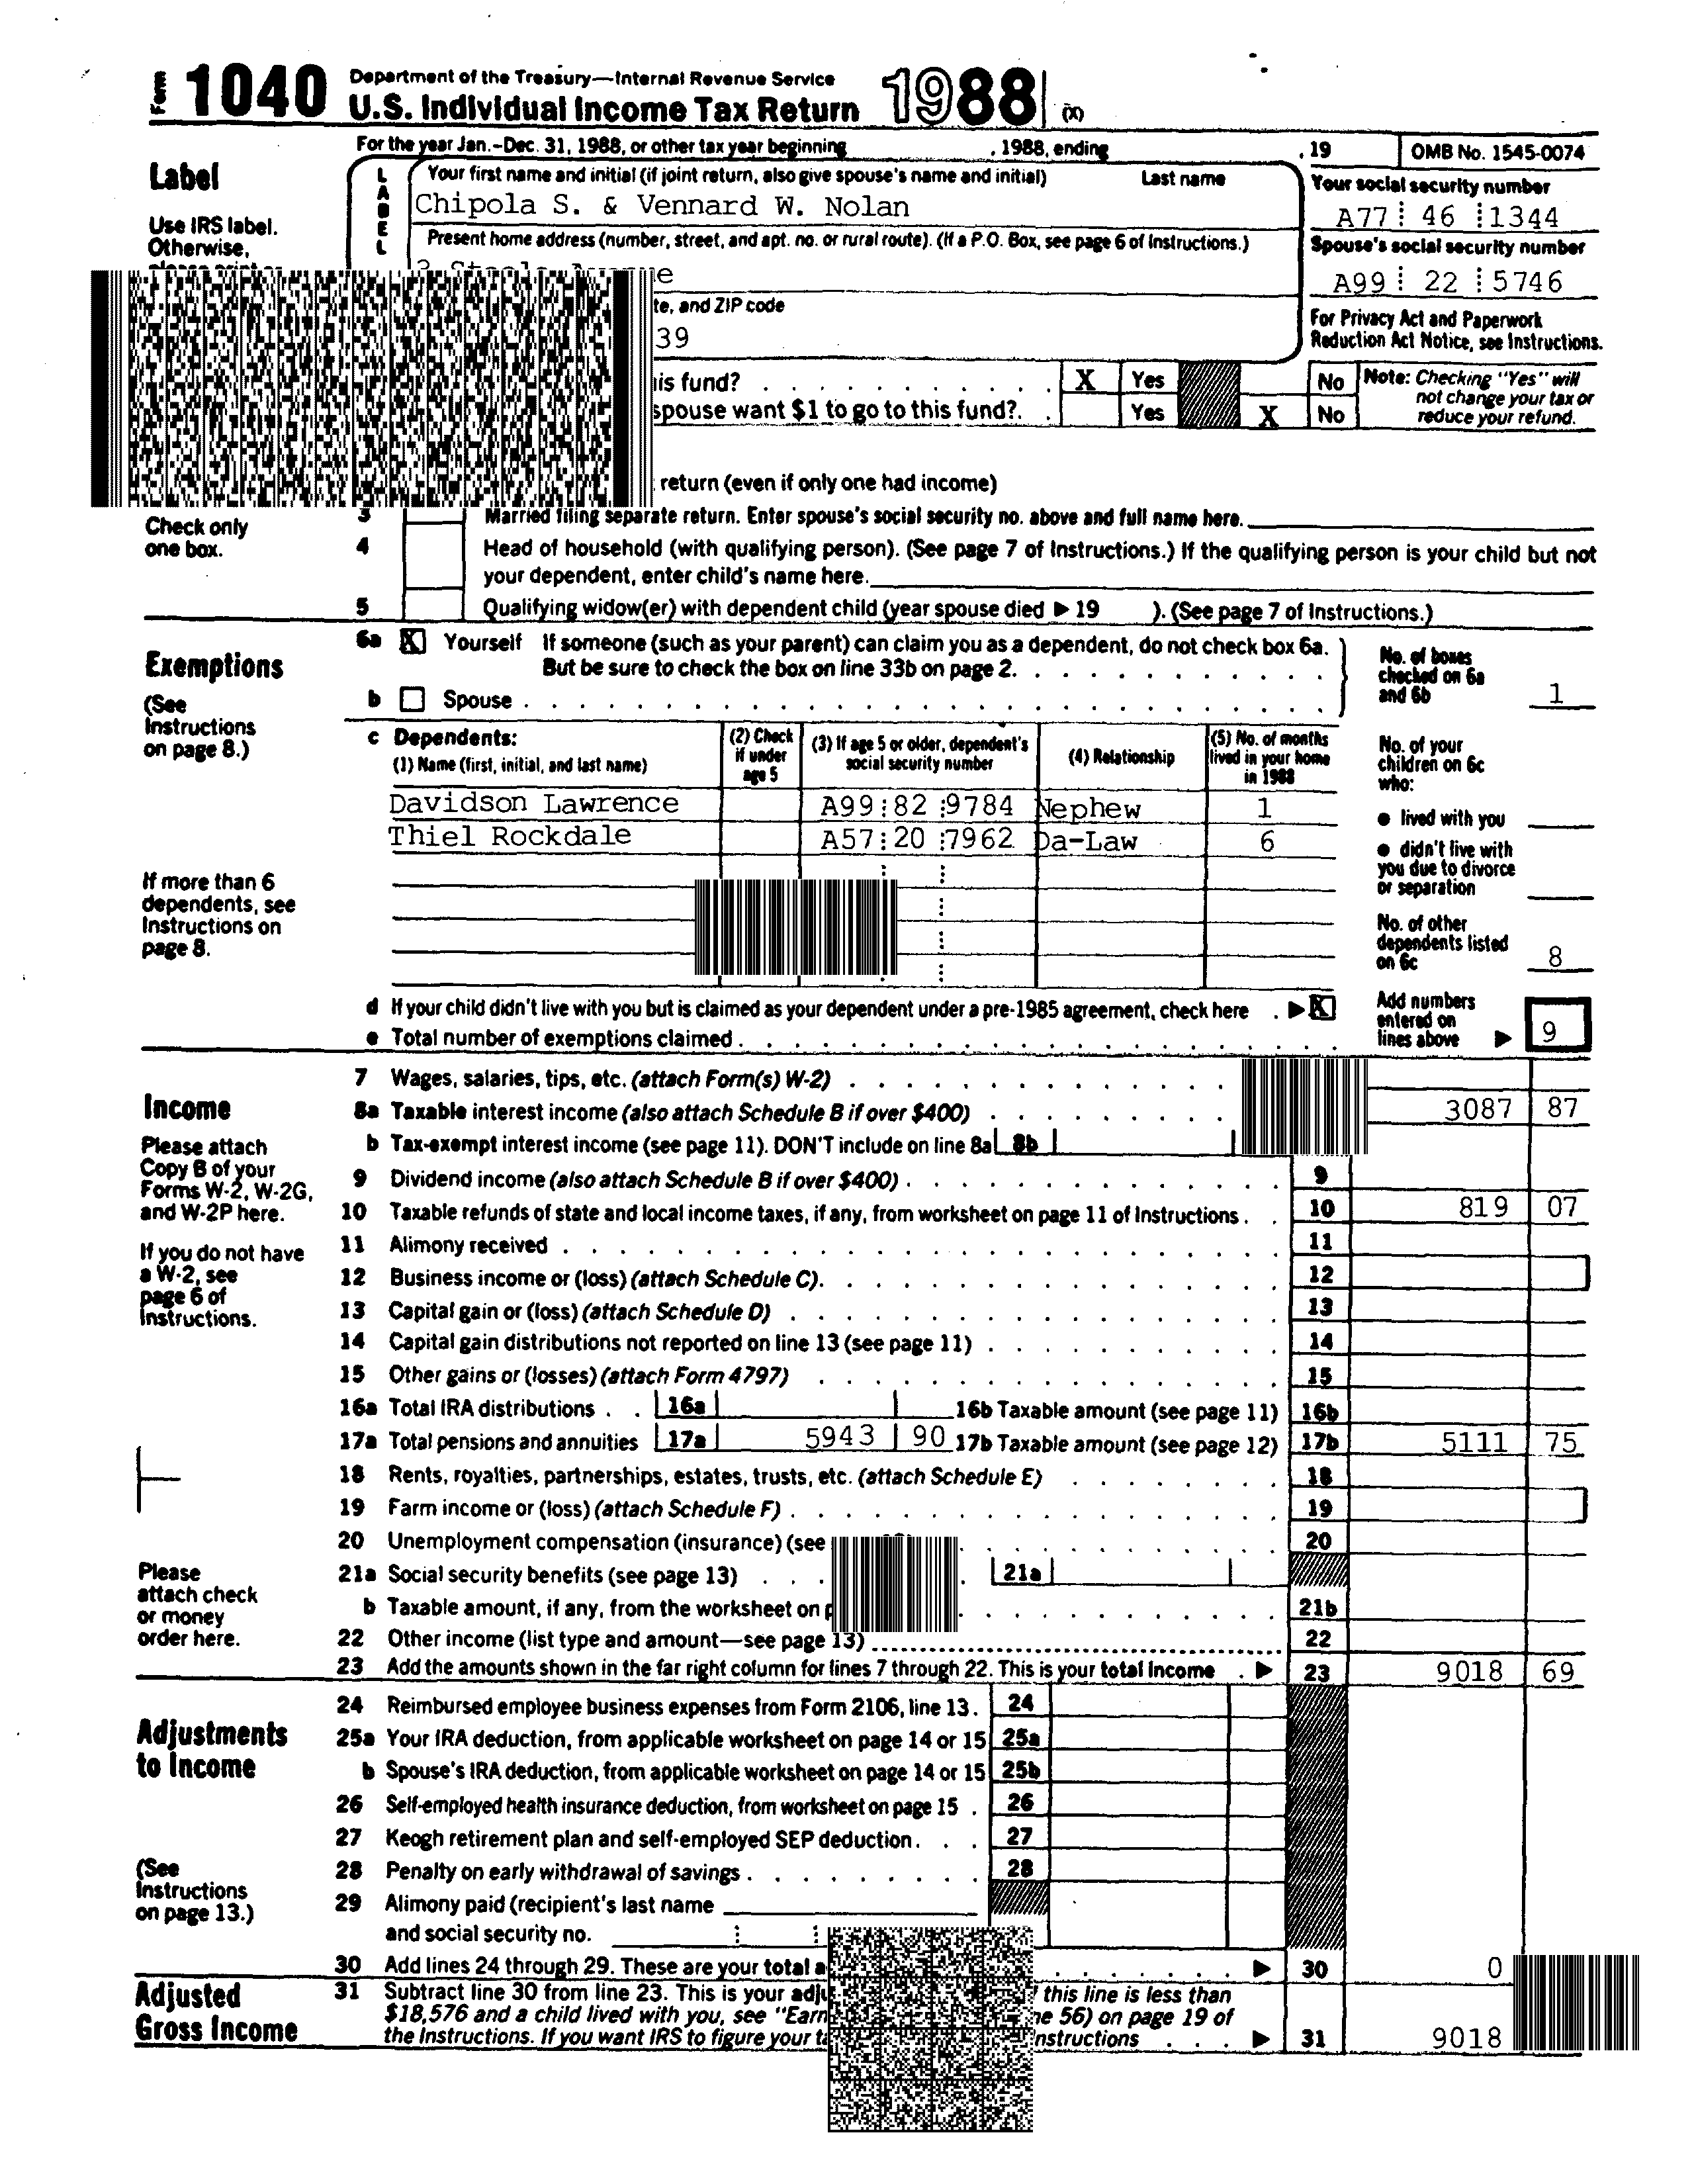 Form 1040 Department of the Treasury—Internal Revenue Service
U.S. Individual Income Tax Return 1988 (X)
For the year Jan.-Dec. 31, 1988, or other tax year beginning , 1988, ending , 19 OMB No. 1545-0074
Label
Use IRS label.
Otherwise,
LABEL
Your first name and initial (if joint return, also give spouse's name and initial) Last name
Chipola S. & Vennard W. Nolan
Your social security number
A77 46 1344
Present home address (number, street, and apt. no. or rural route). (If a P.O. Box, see page 6 of Instructions.)
Spouse's social security number
A99 22 5746
and ZIP code
39
For Privacy Act and Paperwork
Reduction Act Notice, see Instructions.
fund? X Yes No
spouse want $1 to go to this fund? Yes X No
Note: Checking "Yes" will
not change your tax or
reduce your refund.
return (even if only one had income)
Check only
one box.
3 Married filing separate return. Enter spouse's social security no. above and full name here.
4 Head of household (with qualifying person). (See page 7 of Instructions.) If the qualifying person is your child but not
your dependent, enter child's name here.
5 Qualifying widow(er) with dependent child (year spouse died ▶ 19 ). (See page 7 of Instructions.)
Exemptions
(See
Instructions
on page 8.)
6a X Yourself If someone (such as your parent) can claim you as a dependent, do not check box 6a.
But be sure to check the box on line 33b on page 2.
b Spouse
No. of boxes
checked on 6a
and 6b 1
c Dependents:
(1) Name (first, initial, and last name)
(2) Check
if under
age 5
(3) If age 5 or older, dependent's
social security number
(4) Relationship
(5) No. of months
lived in your home
in 1988
Davidson Lawrence A99 82 9784 Nephew 1
Thiel Rockdale A57 20 7962 Da-Law 6
No. of your
children on 6c
who:
● lived with you
● didn't live with
you due to divorce
or separation
No. of other
dependents listed
on 6c 8
If more than 6
dependents, see
Instructions on
page 8.
d If your child didn't live with you but is claimed as your dependent under a pre-1985 agreement, check here . ▶ X
e Total number of exemptions claimed
Add numbers
entered on
lines above ▶ 9
Income
Please attach
Copy B of your
Forms W-2, W-2G,
and W-2P here.
If you do not have
a W-2, see
page 6 of
Instructions.
Please
attach check
or money
order here.
7 Wages, salaries, tips, etc. (attach Form(s) W-2)
8a Taxable interest income (also attach Schedule B if over $400) 3087 87
b Tax-exempt interest income (see page 11). DON'T include on line 8a 8b
9 Dividend income (also attach Schedule B if over $400) 9
10 Taxable refunds of state and local income taxes, if any, from worksheet on page 11 of Instructions 10 819 07
11 Alimony received 11
12 Business income or (loss) (attach Schedule C) 12
13 Capital gain or (loss) (attach Schedule D) 13
14 Capital gain distributions not reported on line 13 (see page 11) 14
15 Other gains or (losses) (attach Form 4797) 15
16a Total IRA distributions 16a 16b Taxable amount (see page 11) 16b
17a Total pensions and annuities 17a 5943 90 17b Taxable amount (see page 12) 17b 5111 75
18 Rents, royalties, partnerships, estates, trusts, etc. (attach Schedule E) 18
19 Farm income or (loss) (attach Schedule F) 19
20 Unemployment compensation (insurance) (see 20
21a Social security benefits (see page 13) 21a
b Taxable amount, if any, from the worksheet on 21b
22 Other income (list type and amount—see page 13) 22
23 Add the amounts shown in the far right column for lines 7 through 22. This is your total income ▶ 23 9018 69
Adjustments
to Income
(See
Instructions
on page 13.)
24 Reimbursed employee business expenses from Form 2106, line 13. 24
25a Your IRA deduction, from applicable worksheet on page 14 or 15 25a
b Spouse's IRA deduction, from applicable worksheet on page 14 or 15 25b
26 Self-employed health insurance deduction, from worksheet on page 15 . 26
27 Keogh retirement plan and self-employed SEP deduction 27
28 Penalty on early withdrawal of savings 28
29 Alimony paid (recipient's last name
and social security no.
30 Add lines 24 through 29. These are your total ▶ 30 0
Adjusted
Gross Income
31 Subtract line 30 from line 23. This is your this line is less than
$18,576 and a child lived with you, see 56) on page 19 of
the Instructions. If you want IRS to figure your ▶ 31 9018